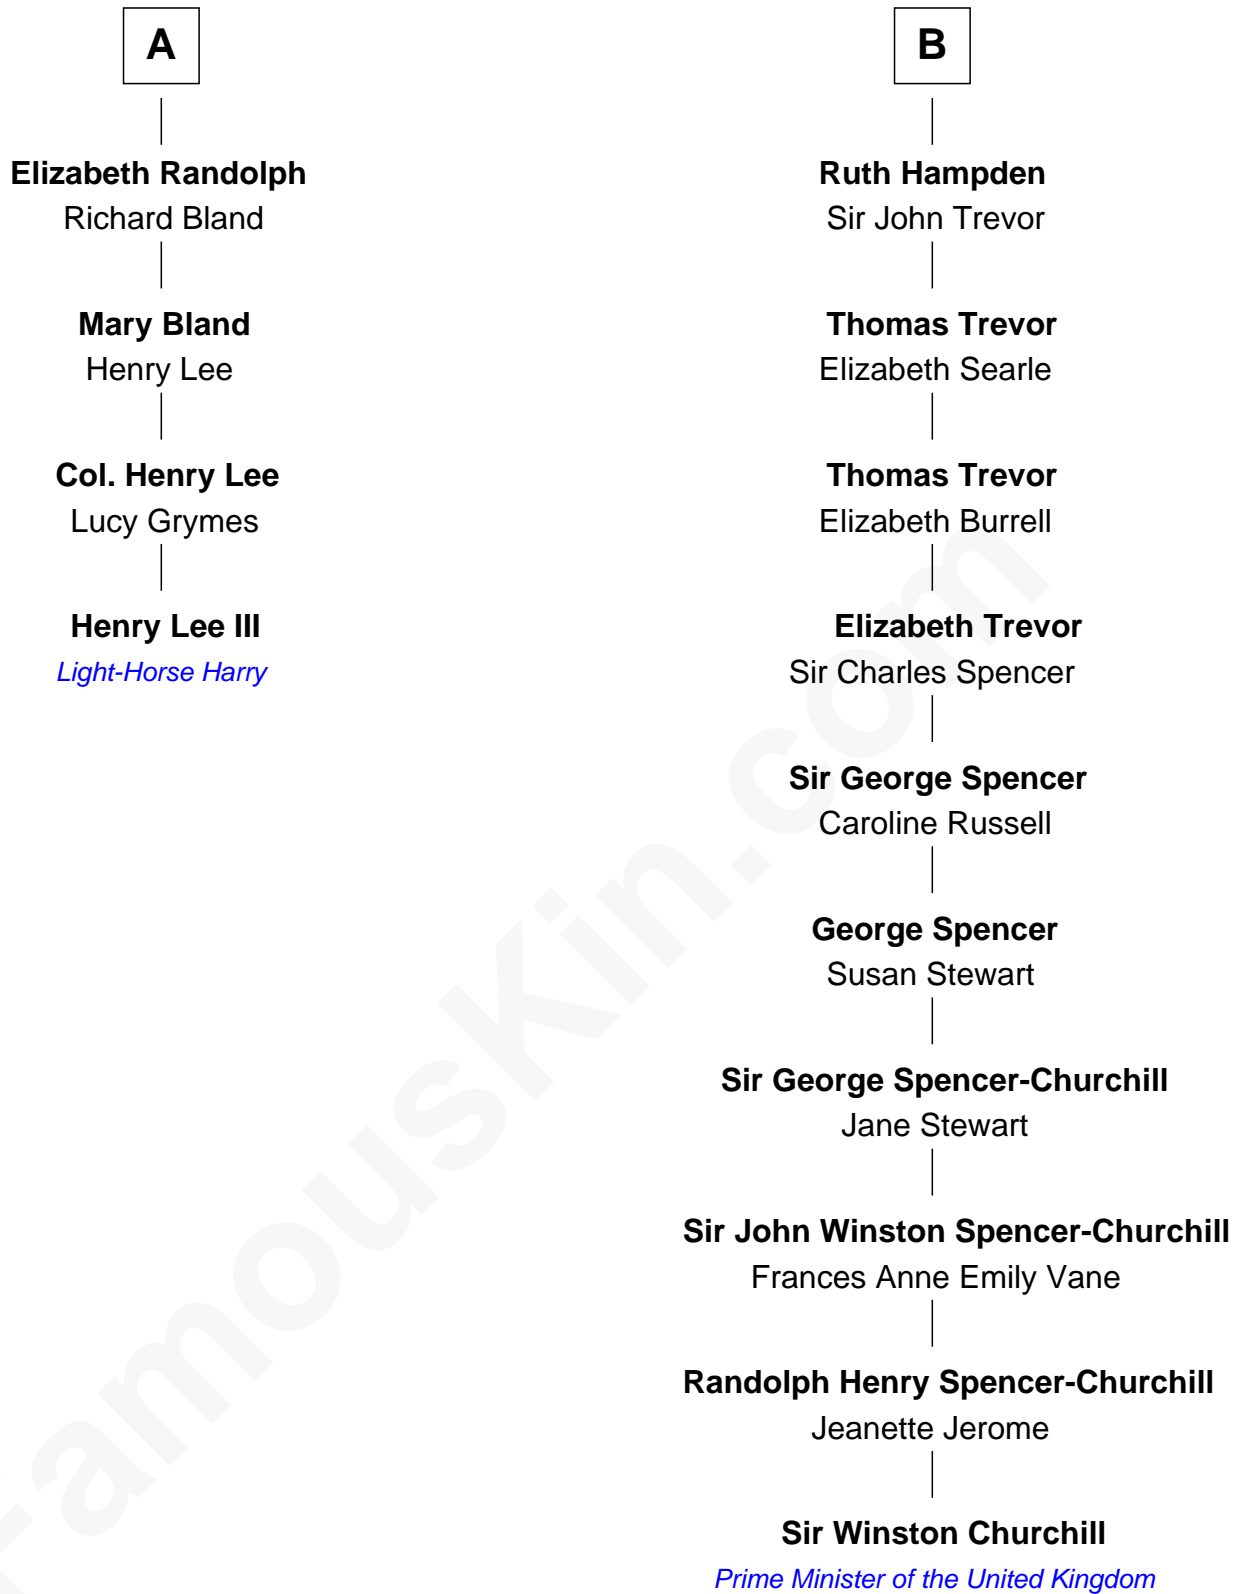 A
Elizabeth Randolph
Richard Bland
Mary Bland
Henry Lee
Col. Henry Lee
Lucy Grymes
Henry Lee III
Light-Horse Harry
B
Ruth Hampden
Sir John Trevor
Thomas Trevor
Elizabeth Searle
Thomas Trevor
Elizabeth Burrell
Elizabeth Trevor
Sir Charles Spencer
Sir George Spencer
Caroline Russell
George Spencer
Susan Stewart
Sir George Spencer-Churchill
Jane Stewart
Sir John Winston Spencer-Churchill
Frances Anne Emily Vane
Randolph Henry Spencer-Churchill
Jeanette Jerome
Sir Winston Churchill
Prime Minister of the United Kingdom
FamousKin.com